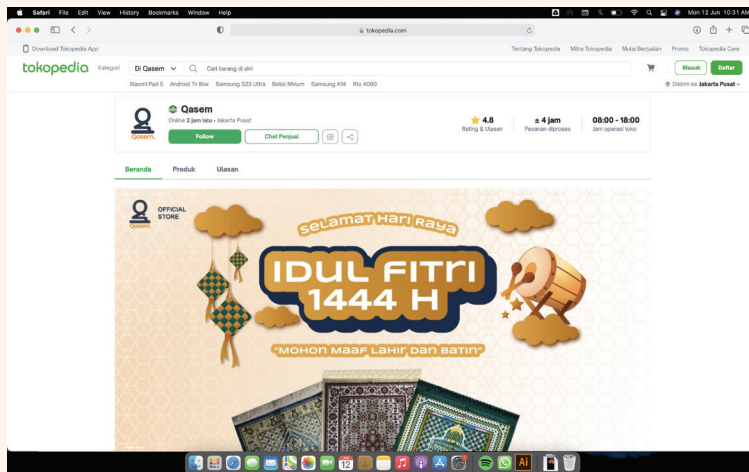 Safari File Edit View History Bookmarks Window Help
Mon 12 Jun 10:31 AM
tokopedia.com
Download Tokopedia App
Tentang Tokopedia Mitra Tokopedia Mulai Berjualan Promo Tokopedia Care
tokopedia Kategori Di Qasem Cari barang di sini Masuk Daftar
Xiaomi Pad 5 Android Tv Box Samsung S23 Ultra Botol Minum Samsung A14 Rtx 4090
Dikirim ke Jakarta Pusat
Qasem.
Qasem
Online 2 jam lalu • Jakarta Pusat
Follow Chat Penjual
4.8 ± 4 jam 08:00 - 18:00
Rating & Ulasan Pesanan diproses Jam operasi toko
Beranda Produk Ulasan
Qasem.
OFFICIAL
STORE
Selamat Hari Raya
IDUL FITRI
1444 H
"MOHON MAAF LAHIR DAN BATIN"
12
Ai